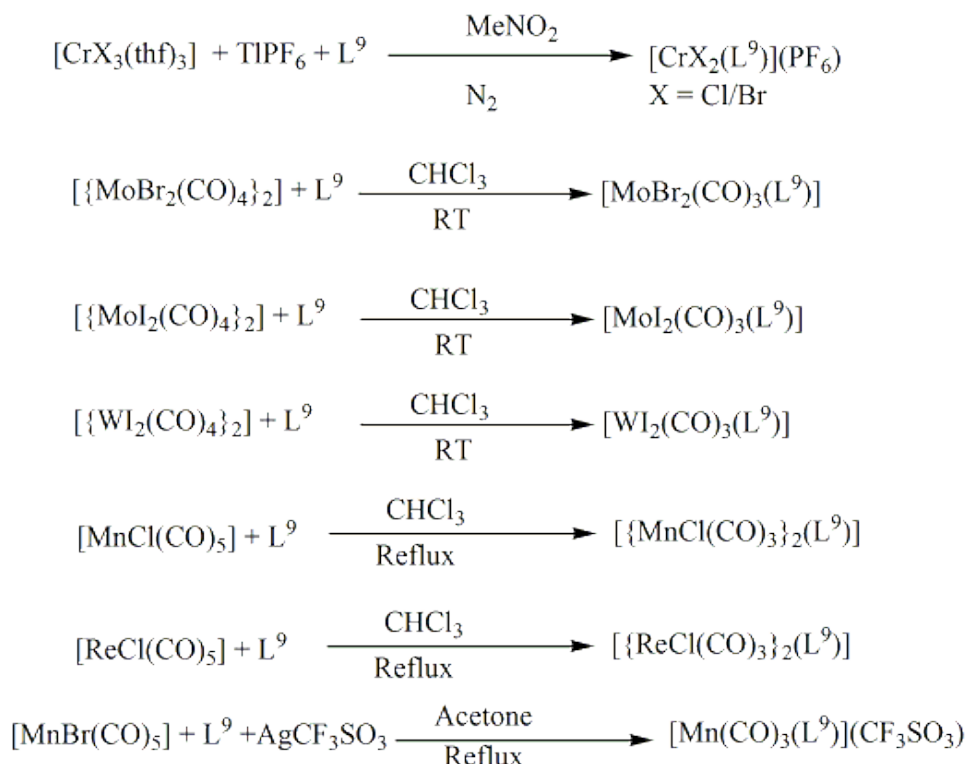 MeNO₂
[CrX₃(thf)₃] + TlPF₆ + L⁹ [CrX₂(L⁹)](PF₆)
N₂ X = Cl/Br
CHCl₃
[{MoBr₂(CO)₄}₂] + L⁹ [MoBr₂(CO)₃(L⁹)]
RT
CHCl₃
[{MoI₂(CO)₄}₂] + L⁹ [MoI₂(CO)₃(L⁹)]
RT
CHCl₃
[{WI₂(CO)₄}₂] + L⁹ [WI₂(CO)₃(L⁹)]
RT
CHCl₃
[MnCl(CO)₅] + L⁹ [{MnCl(CO)₃}₂(L⁹)]
Reflux
CHCl₃
[ReCl(CO)₅] + L⁹ [{ReCl(CO)₃}₂(L⁹)]
Reflux
Acetone
[MnBr(CO)₅] + L⁹ +AgCF₃SO₃ [Mn(CO)₃(L⁹)](CF₃SO₃)
Reflux